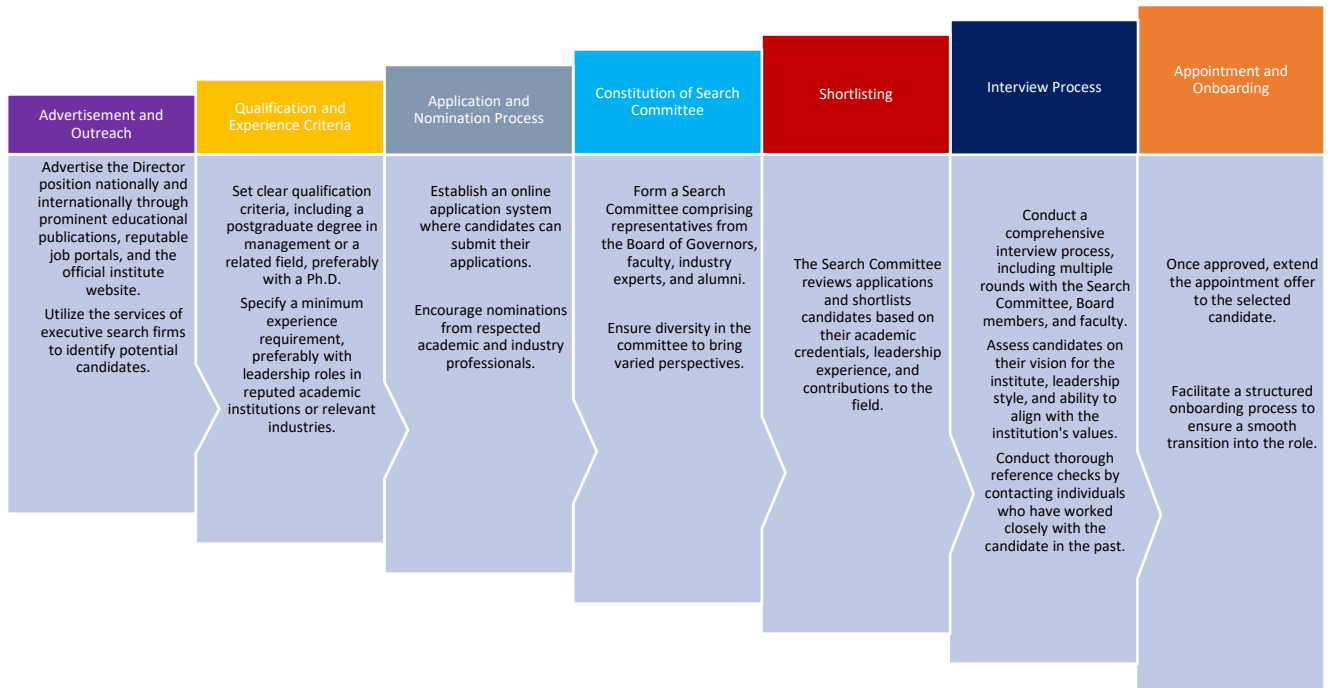 Advertisement and
Outreach
Advertise the Director
position nationally and
internationally through
prominent educational
publications, reputable
job portals, and the
official institute
website.
Utilize the services of
executive search firms
to identify potential
candidates.
Qualification and
Experience Criteria
Set clear qualification
criteria, including a
postgraduate degree in
management or a
related field, preferably
with a Ph.D.
Specify a minimum
experience
requirement,
preferably with
leadership roles in
reputed academic
institutions or relevant
industries.
Application and
Nomination Process
Establish an online
application system
where candidates can
submit their
applications.
Encourage nominations
from respected
academic and industry
professionals.
Constitution of Search
Committee
Form a Search
Committee comprising
representatives from
the Board of Governors,
faculty, industry
experts, and alumni.
Ensure diversity in the
committee to bring
varied perspectives.
Shortlisting
The Search Committee
reviews applications
and shortlists
candidates based on
their academic
credentials, leadership
experience, and
contributions to the
field.
Interview Process
Conduct a
comprehensive
interview process,
including multiple
rounds with the Search
Committee, Board
members, and faculty.
Assess candidates on
their vision for the
institute, leadership
style, and ability to
align with the
institution's values.
Conduct thorough
reference checks by
contacting individuals
who have worked
closely with the
candidate in the past.
Appointment and
Onboarding
Once approved, extend
the appointment offer
to the selected
candidate.
Facilitate a structured
onboarding process to
ensure a smooth
transition into the role.